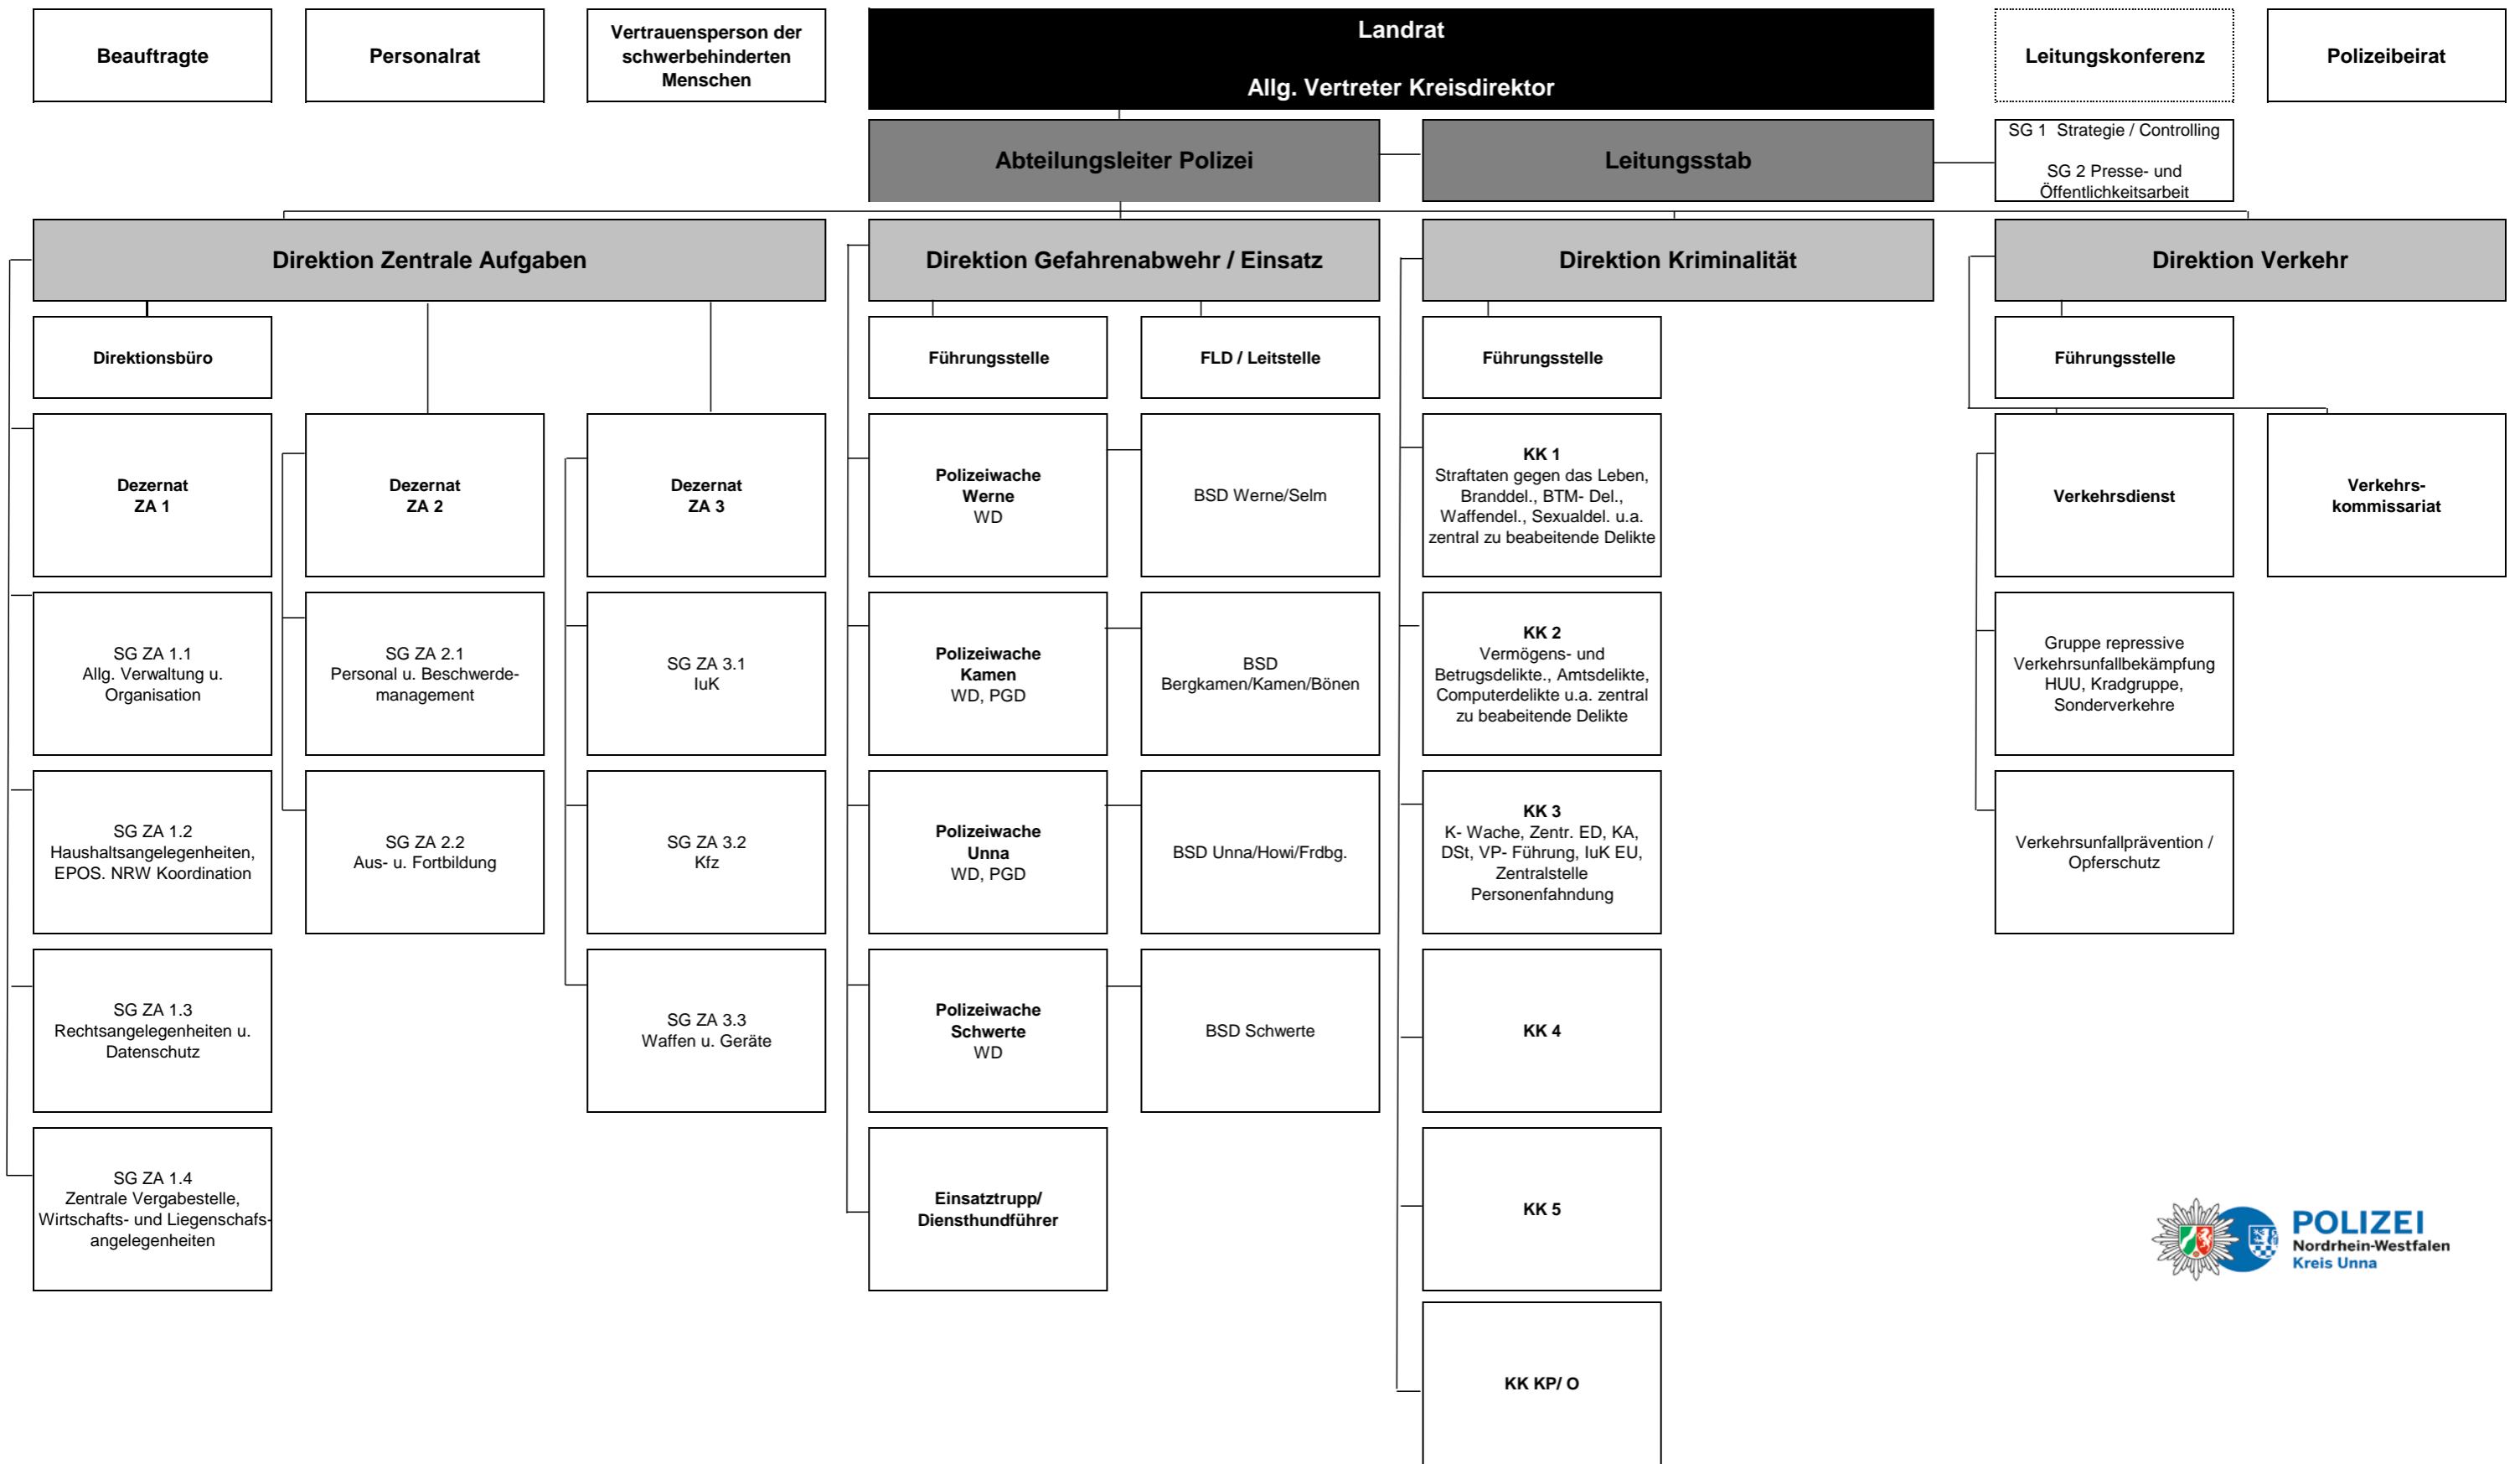 Beauftragte
Personalrat
Vertrauensperson der
schwerbehinderten
Menschen
Landrat
Allg. Vertreter Kreisdirektor
Leitungskonferenz
Polizeibeirat
Abteilungsleiter Polizei
Leitungsstab
SG 1  Strategie / Controlling
SG 2 Presse- und
Öffentlichkeitsarbeit
Direktion Zentrale Aufgaben
Direktion Gefahrenabwehr / Einsatz
Direktion Kriminalität
Direktion Verkehr
Direktionsbüro
Führungsstelle
FLD / Leitstelle
Führungsstelle
Führungsstelle
Dezernat
ZA 1
Dezernat
ZA 2
Dezernat
ZA 3
Polizeiwache
Werne
WD
BSD Werne/Selm
KK 1
Straftaten gegen das Leben,
Branddel., BTM- Del.,
Waffendel., Sexualdel. u.a.
zentral zu beabeitende Delikte
Verkehrsdienst
Verkehrs-
kommissariat
SG ZA 1.1
Allg. Verwaltung u.
Organisation
SG ZA 2.1
Personal u. Beschwerde-
management
SG ZA 3.1
IuK
Polizeiwache
Kamen
WD, PGD
BSD
Bergkamen/Kamen/Bönen
KK 2
Vermögens- und
Betrugsdelikte., Amtsdelikte,
Computerdelikte u.a. zentral
zu beabeitende Delikte
Gruppe repressive
Verkehrsunfallbekämpfung
HUU, Kradgruppe,
Sonderverkehre
SG ZA 1.2
Haushaltsangelegenheiten,
EPOS. NRW Koordination
SG ZA 2.2
Aus- u. Fortbildung
SG ZA 3.2
Kfz
Polizeiwache
Unna
WD, PGD
BSD Unna/Howi/Frdbg.
KK 3
K- Wache, Zentr. ED, KA,
DSt, VP- Führung, IuK EU,
Zentralstelle
Personenfahndung
Verkehrsunfallprävention /
Opferschutz
SG ZA 1.3
Rechtsangelegenheiten u.
Datenschutz
SG ZA 3.3
Waffen u. Geräte
Polizeiwache
Schwerte
WD
BSD Schwerte
KK 4
SG ZA 1.4
Zentrale Vergabestelle,
Wirtschafts- und Liegenschafs-
angelegenheiten
Einsatztrupp/
Diensthundführer
KK 5
POLIZEI
Nordrhein-Westfalen
Kreis Unna
KK KP/ O